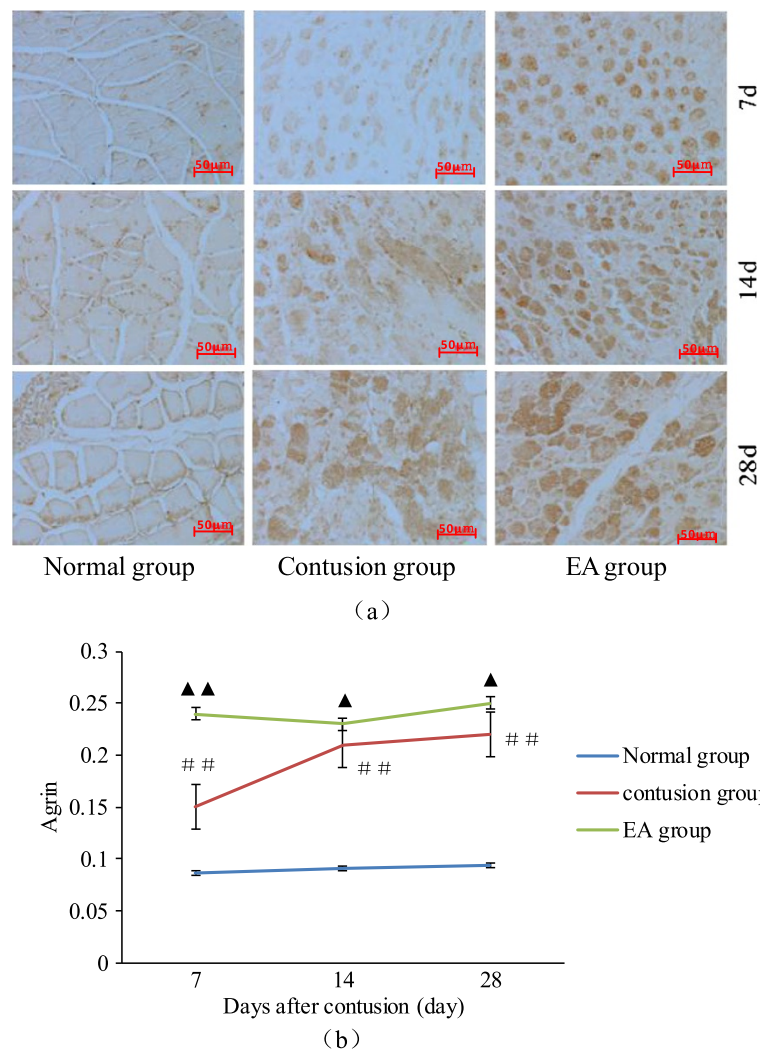 50μm 50μm 50μm 7d
50μm 50μm 50μm 14d
50μm 50μm 50μm 28d
Normal group Contusion group EA group
（a）
0.3
0.25
0.2
0.15
0.1
0.05
0
Agrin
▲▲
▲
▲
##
##
##
Normal group
contusion group
EA group
7 14 28
Days after contusion (day)
（b）